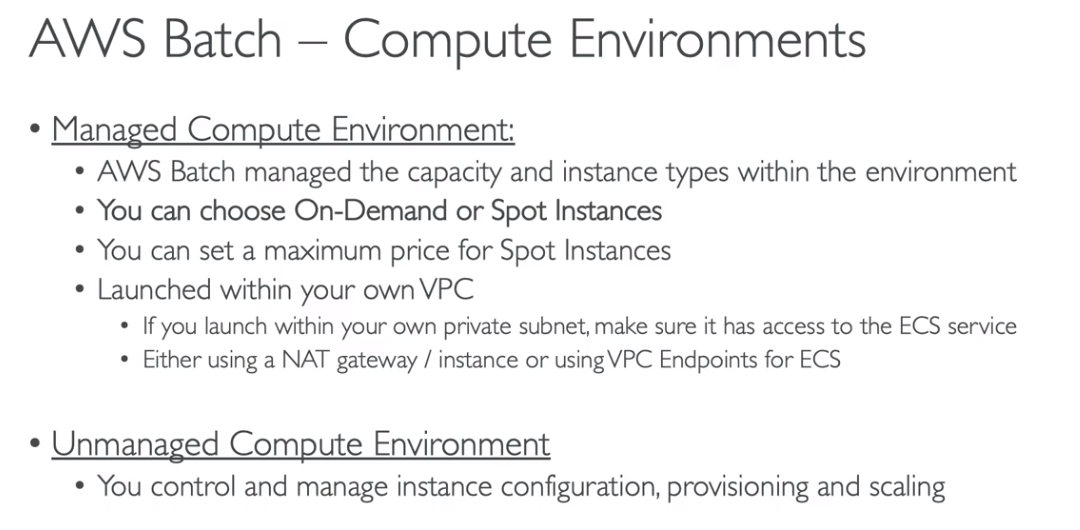 AWS Batch – Compute Environments
• Managed Compute Environment:
• AWS Batch managed the capacity and instance types within the environment
• You can choose On-Demand or Spot Instances
• You can set a maximum price for Spot Instances
• Launched within your own VPC
• If you launch within your own private subnet, make sure it has access to the ECS service
• Either using a NAT gateway / instance or using VPC Endpoints for ECS
• Unmanaged Compute Environment
• You control and manage instance configuration, provisioning and scaling